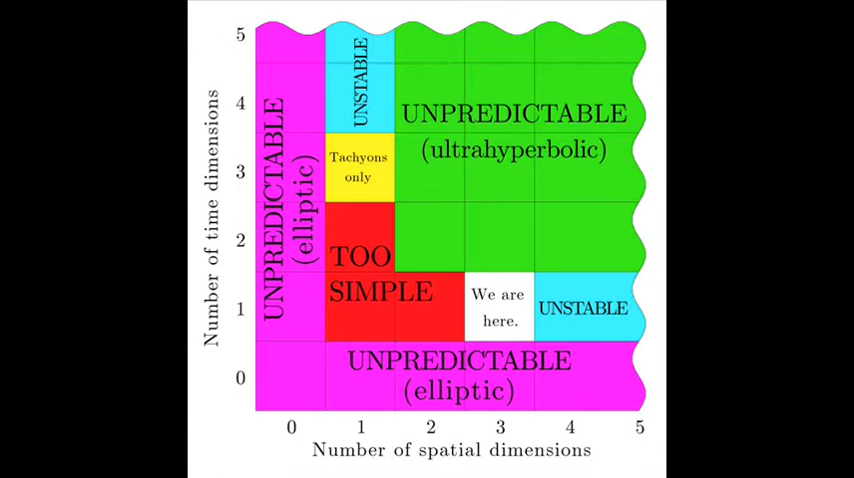 5
4
3
2
1
0
Number of time dimensions
UNPREDICTABLE
(elliptic)
UNSTABLE
UNPREDICTABLE
(ultrahyperbolic)
Tachyons
only
TOO
SIMPLE
We are
here.
UNSTABLE
UNPREDICTABLE
(elliptic)
0 1 2 3 4 5
Number of spatial dimensions